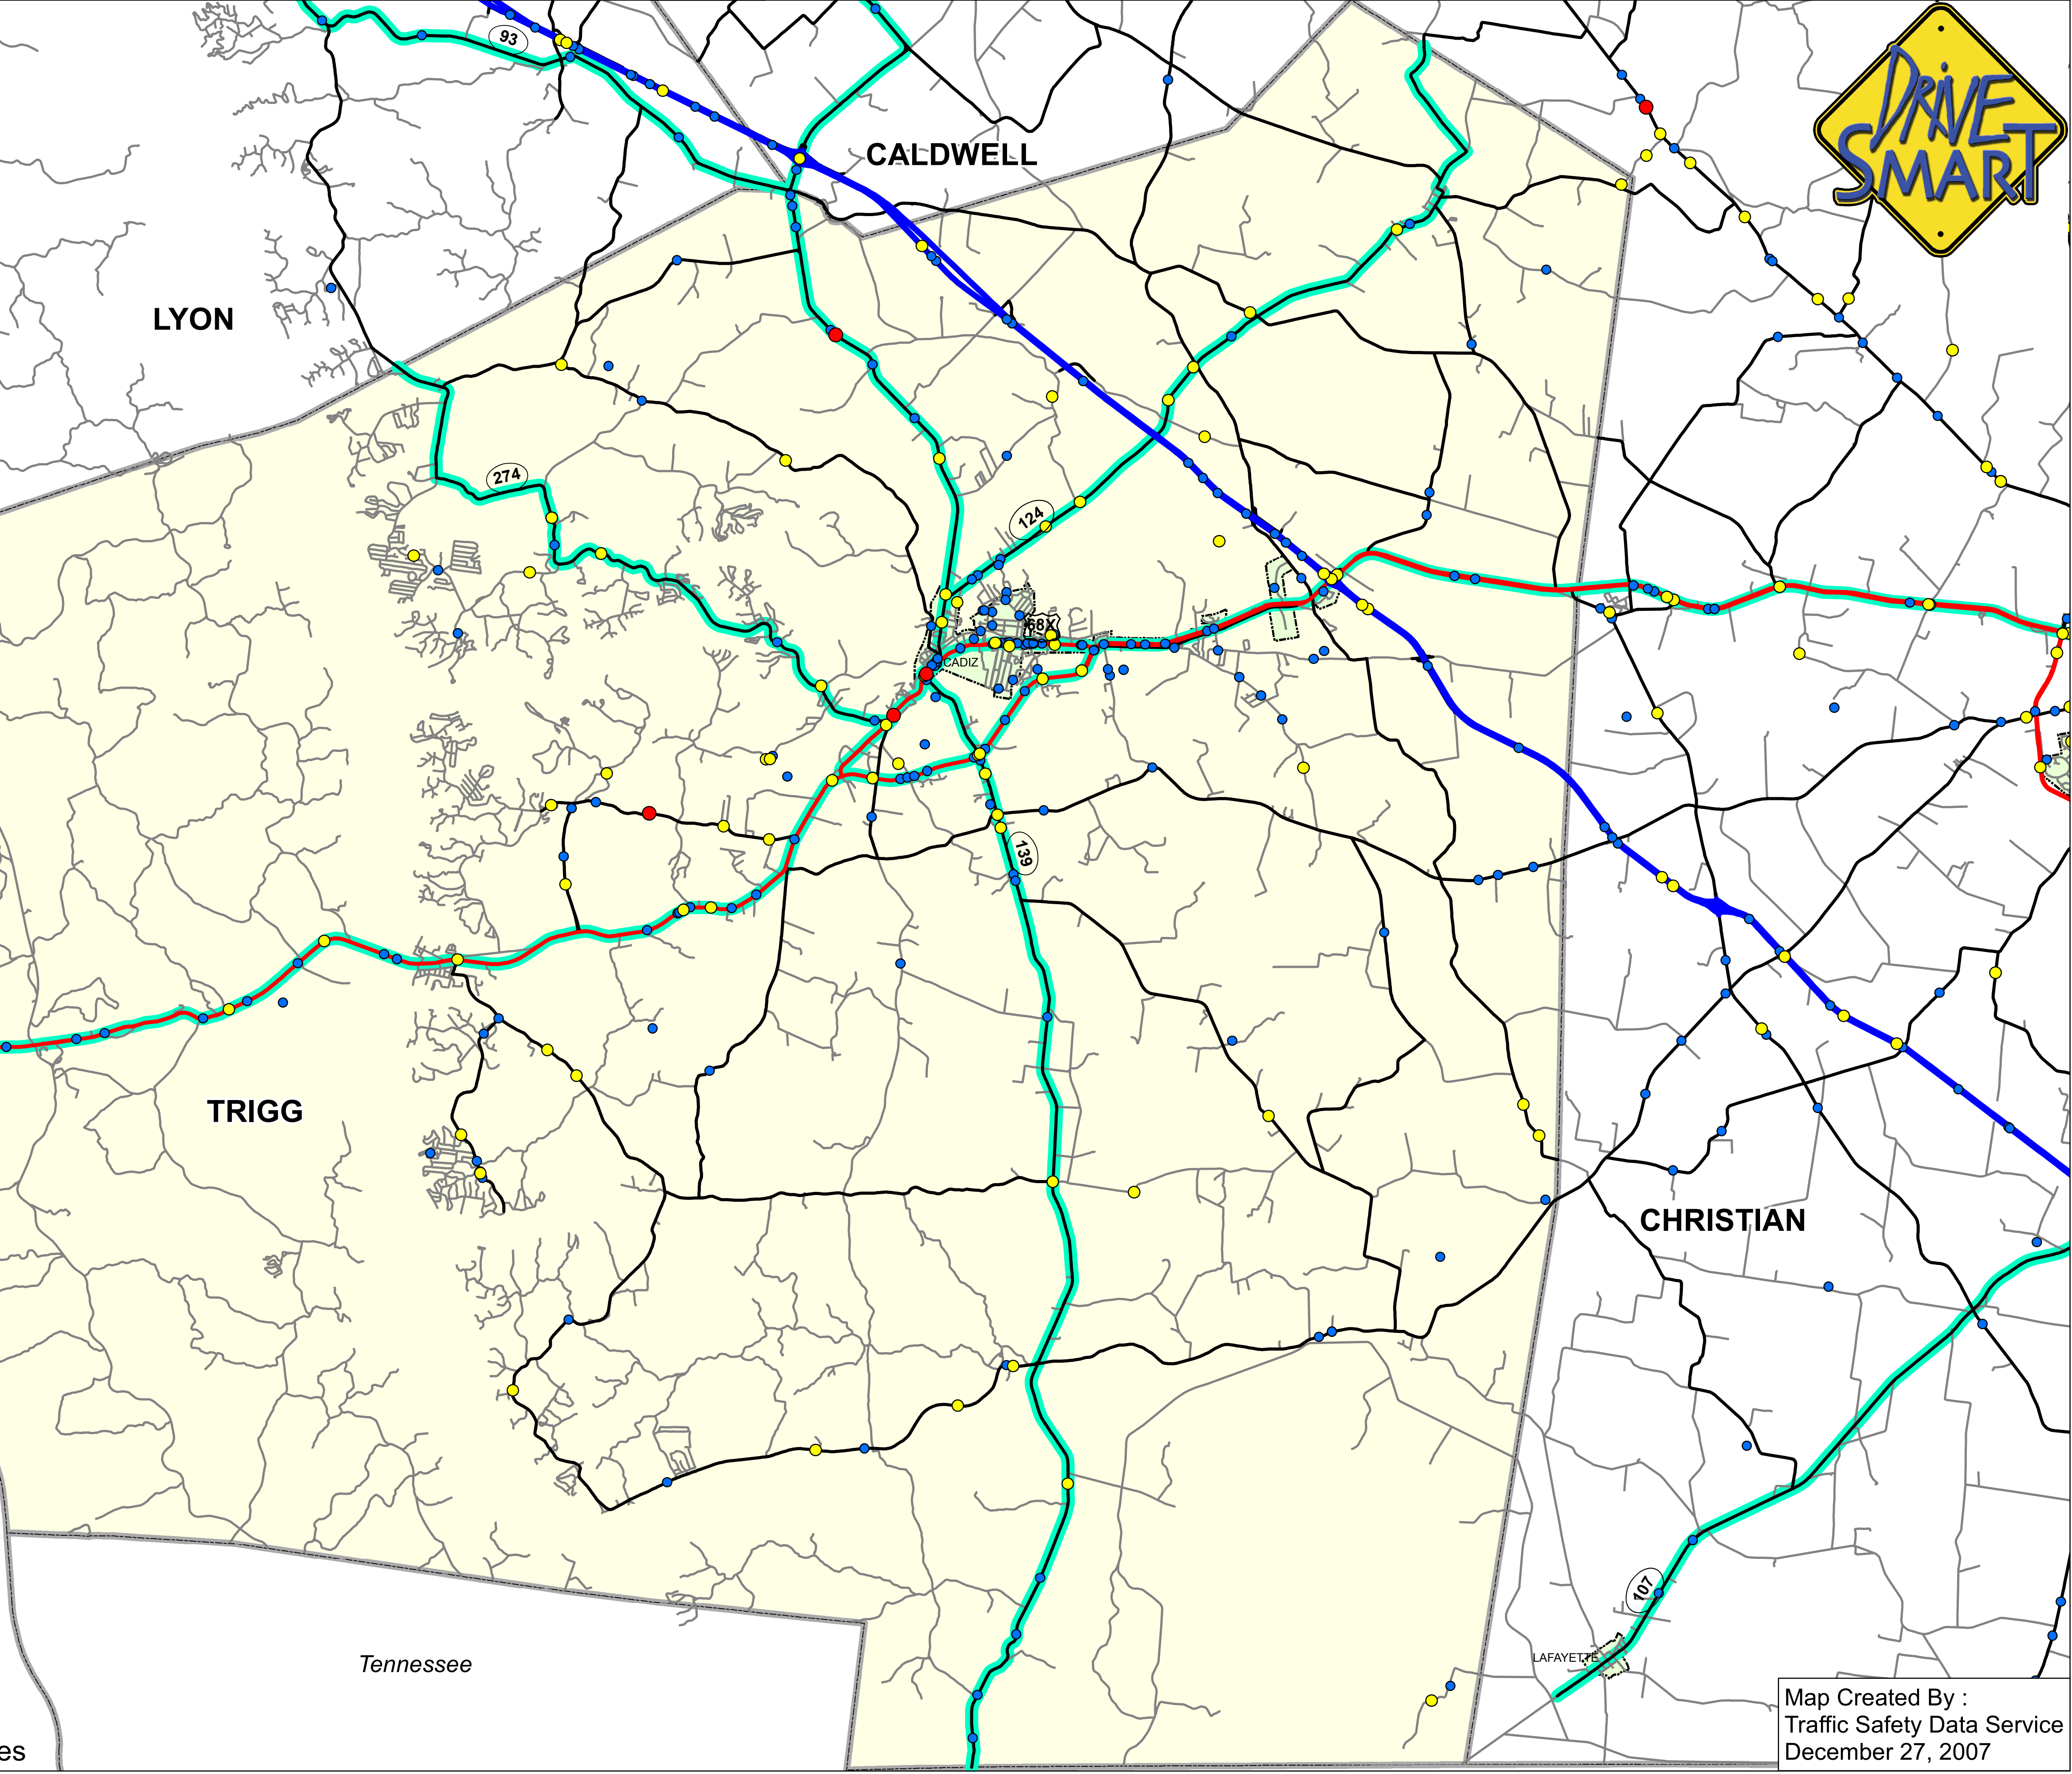 93
DRIVE
SMART
CALDWELL
LYON
274
124
68X
CADIZ
139
TRIGG
CHRISTIAN
107
LAFAYETTE
Tennessee
Map Created By :
Traffic Safety Data Service
December 27, 2007
es